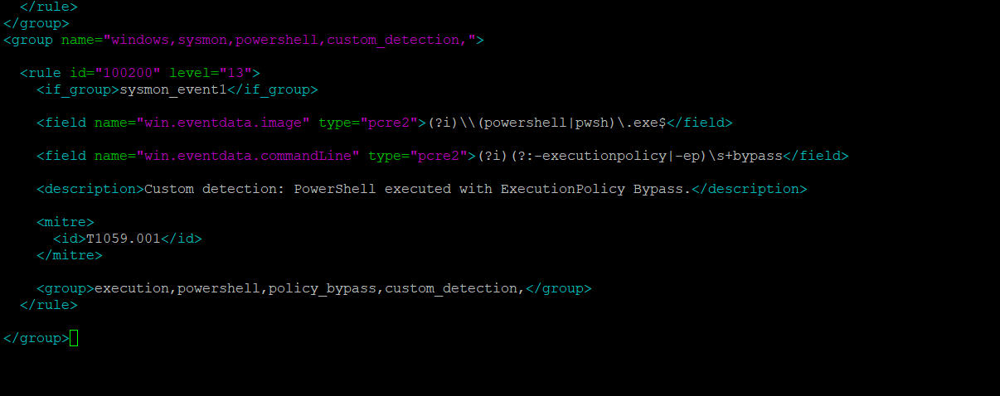 </rule>
</group>
<group name="windows,sysmon,powershell,custom_detection,">
<rule id="100200" level="13">
<if_group>sysmon_event1</if_group>
<field name="win.eventdata.image" type="pcre2">(?i)\\(powershell|pwsh)\.exe$</field>
<field name="win.eventdata.commandLine" type="pcre2">(?i)(?:-executionpolicy|-ep)\s+bypass</field>
<description>Custom detection: PowerShell executed with ExecutionPolicy Bypass.</description>
<mitre>
<id>T1059.001</id>
</mitre>
<group>execution,powershell,policy_bypass,custom_detection,</group>
</rule>
</group>